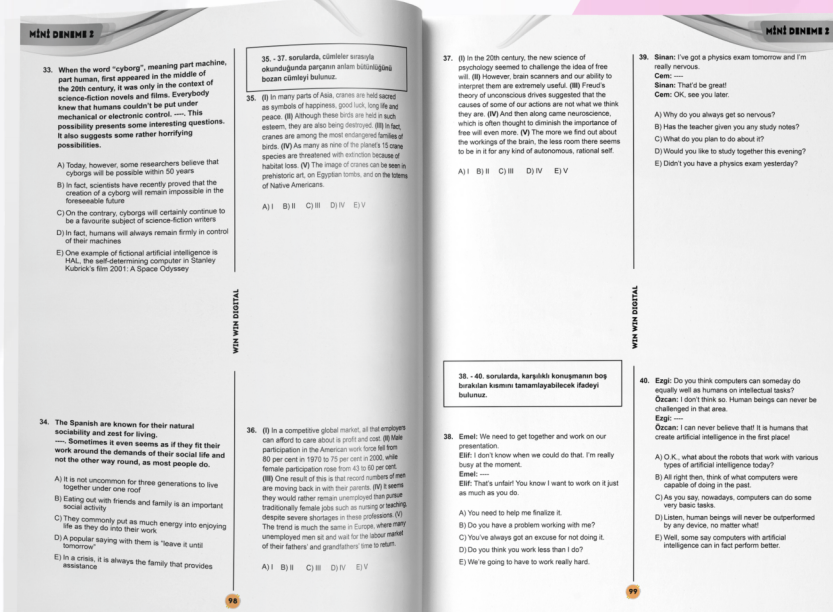 MİNİ DENEME 2
33. When the word "cyborg", meaning part machine,
part human, first appeared in the middle of
the 20th century, it was only in the context of
science-fiction novels and films. Everybody
knew that humans couldn't be put under
mechanical or electronic control. ----. This
possibility presents some interesting questions.
It also suggests some rather horrifying
possibilities.
A) Today, however, some researchers believe that
cyborgs will be possible within 50 years
B) In fact, scientists have recently proved that the
creation of a cyborg will remain impossible in the
foreseeable future
C) On the contrary, cyborgs will certainly continue to
be a favourite subject of science-fiction writers
D) In fact, humans will always remain firmly in control
of their machines
E) One example of fictional artificial intelligence is
HAL, the self-determining computer in Stanley
Kubrick's film 2001: A Space Odyssey
34. The Spanish are known for their natural
sociability and zest for living.
----. Sometimes it even seems as if they fit their
work around the demands of their social life and
not the other way round, as most people do.
A) It is not uncommon for three generations to live
together under one roof
B) Eating out with friends and family is an important
social activity
C) They commonly put as much energy into enjoying
life as they do into their work
D) A popular saying with them is "leave it until
tomorrow"
E) In a crisis, it is always the family that provides
assistance
WIN WIN DIGITAL
35. - 37. sorularda, cümleler sırasıyla
okunduğunda parçanın anlam bütünlüğünü
bozan cümleyi bulunuz.
35. (I) In many parts of Asia, cranes are held sacred
as symbols of happiness, good luck, long life and
peace. (II) Although these birds are held in such
esteem, they are also being destroyed. (III) In fact,
cranes are among the most endangered families of
birds. (IV) As many as nine of the planet's 15 crane
species are threatened with extinction because of
habitat loss. (V) The image of cranes can be seen in
prehistoric art, on Egyptian tombs, and on the totems
of Native Americans.
A) I B) II C) III D) IV E) V
36. (I) In a competitive global market, all that employers
can afford to care about is profit and cost. (II) Male
participation in the American work force fell from
80 per cent in 1970 to 75 per cent in 2000, while
female participation rose from 43 to 60 per cent.
(III) One result of this is that record numbers of men
are moving back in with their parents. (IV) It seems
they would rather remain unemployed than pursue
traditionally female jobs such as nursing or teaching,
despite severe shortages in these professions. (V)
The trend is much the same in Europe, where many
unemployed men sit and wait for the labour market
of their fathers' and grandfathers' time to return.
A) I B) II C) III D) IV E) V
98
MİNİ DENEME 2
37. (I) In the 20th century, the new science of
psychology seemed to challenge the idea of free
will. (II) However, brain scanners and our ability to
interpret them are extremely useful. (III) Freud's
theory of unconscious drives suggested that the
causes of some of our actions are not what we think
they are. (IV) And then along came neuroscience,
which is often thought to diminish the importance of
free will even more. (V) The more we find out about
the workings of the brain, the less room there seems
to be in it for any kind of autonomous, rational self.
A) I B) II C) III D) IV E) V
38. - 40. sorularda, karşılıklı konuşmanın boş
bırakılan kısmını tamamlayabilecek ifadeyi
bulunuz.
38. Emel: We need to get together and work on our
presentation.
Elif: I don't know when we could do that. I'm really
busy at the moment.
Emel: ----
Elif: That's unfair! You know I want to work on it just
as much as you do.
A) You need to help me finalize it.
B) Do you have a problem working with me?
C) You've always got an excuse for not doing it.
D) Do you think you work less than I do?
E) We're going to have to work really hard.
WIN WIN DIGITAL
39. Sinan: I've got a physics exam tomorrow and I'm
really nervous.
Cem: ----
Sinan: That'd be great!
Cem: OK, see you later.
A) Why do you always get so nervous?
B) Has the teacher given you any study notes?
C) What do you plan to do about it?
D) Would you like to study together this evening?
E) Didn't you have a physics exam yesterday?
40. Ezgi: Do you think computers can someday do
equally well as humans on intellectual tasks?
Özcan: I don't think so. Human beings can never be
challenged in that area.
Ezgi: ----
Özcan: I can never believe that! It is humans that
create artificial intelligence in the first place!
A) O.K., what about the robots that work with various
types of artificial intelligence today?
B) All right then, think of what computers were
capable of doing in the past.
C) As you say, nowadays, computers can do some
very basic tasks.
D) Listen, human beings will never be outperformed
by any device, no matter what!
E) Well, some say computers with artificial
intelligence can in fact perform better.
99